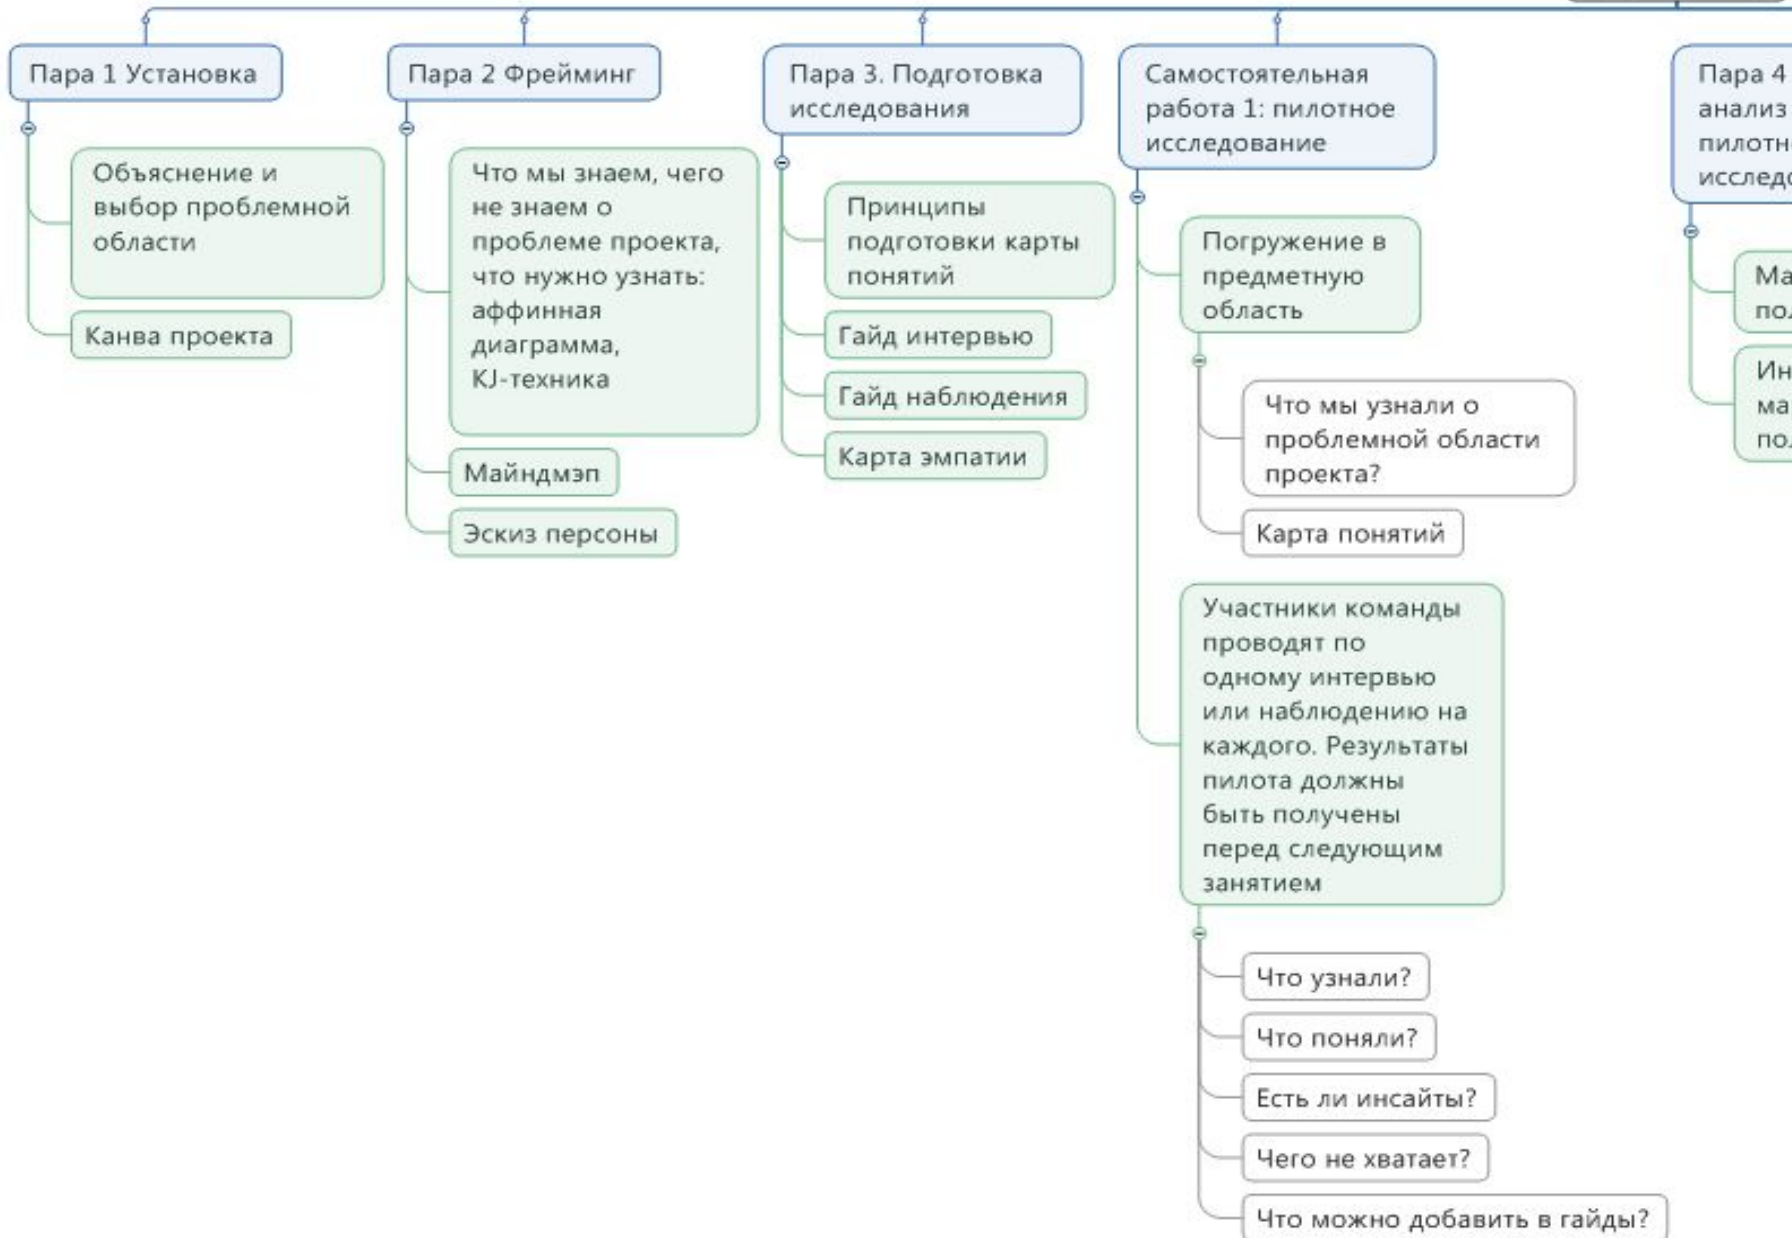 Пара 1 Установка
Объяснение и
выбор проблемной
области
Канва проекта
Пара 2 Фрейминг
Что мы знаем, чего
не знаем о
проблеме проекта,
что нужно узнать:
аффинная
диаграмма,
KJ-техника
Майндмэп
Эскиз персоны
Пара 3. Подготовка
исследования
Принципы
подготовки карты
понятий
Гайд интервью
Гайд наблюдения
Карта эмпатии
Самостоятельная
работа 1: пилотное
исследование
Погружение в
предметную
область
Что мы узнали о
проблемной области
проекта?
Карта понятий
Участники команды
проводят по
одному интервью
или наблюдению на
каждого. Результаты
пилота должны
быть получены
перед следующим
занятием
Что узнали?
Что поняли?
Есть ли инсайты?
Чего не хватает?
Что можно добавить в гайды?
Пара 4
анализ